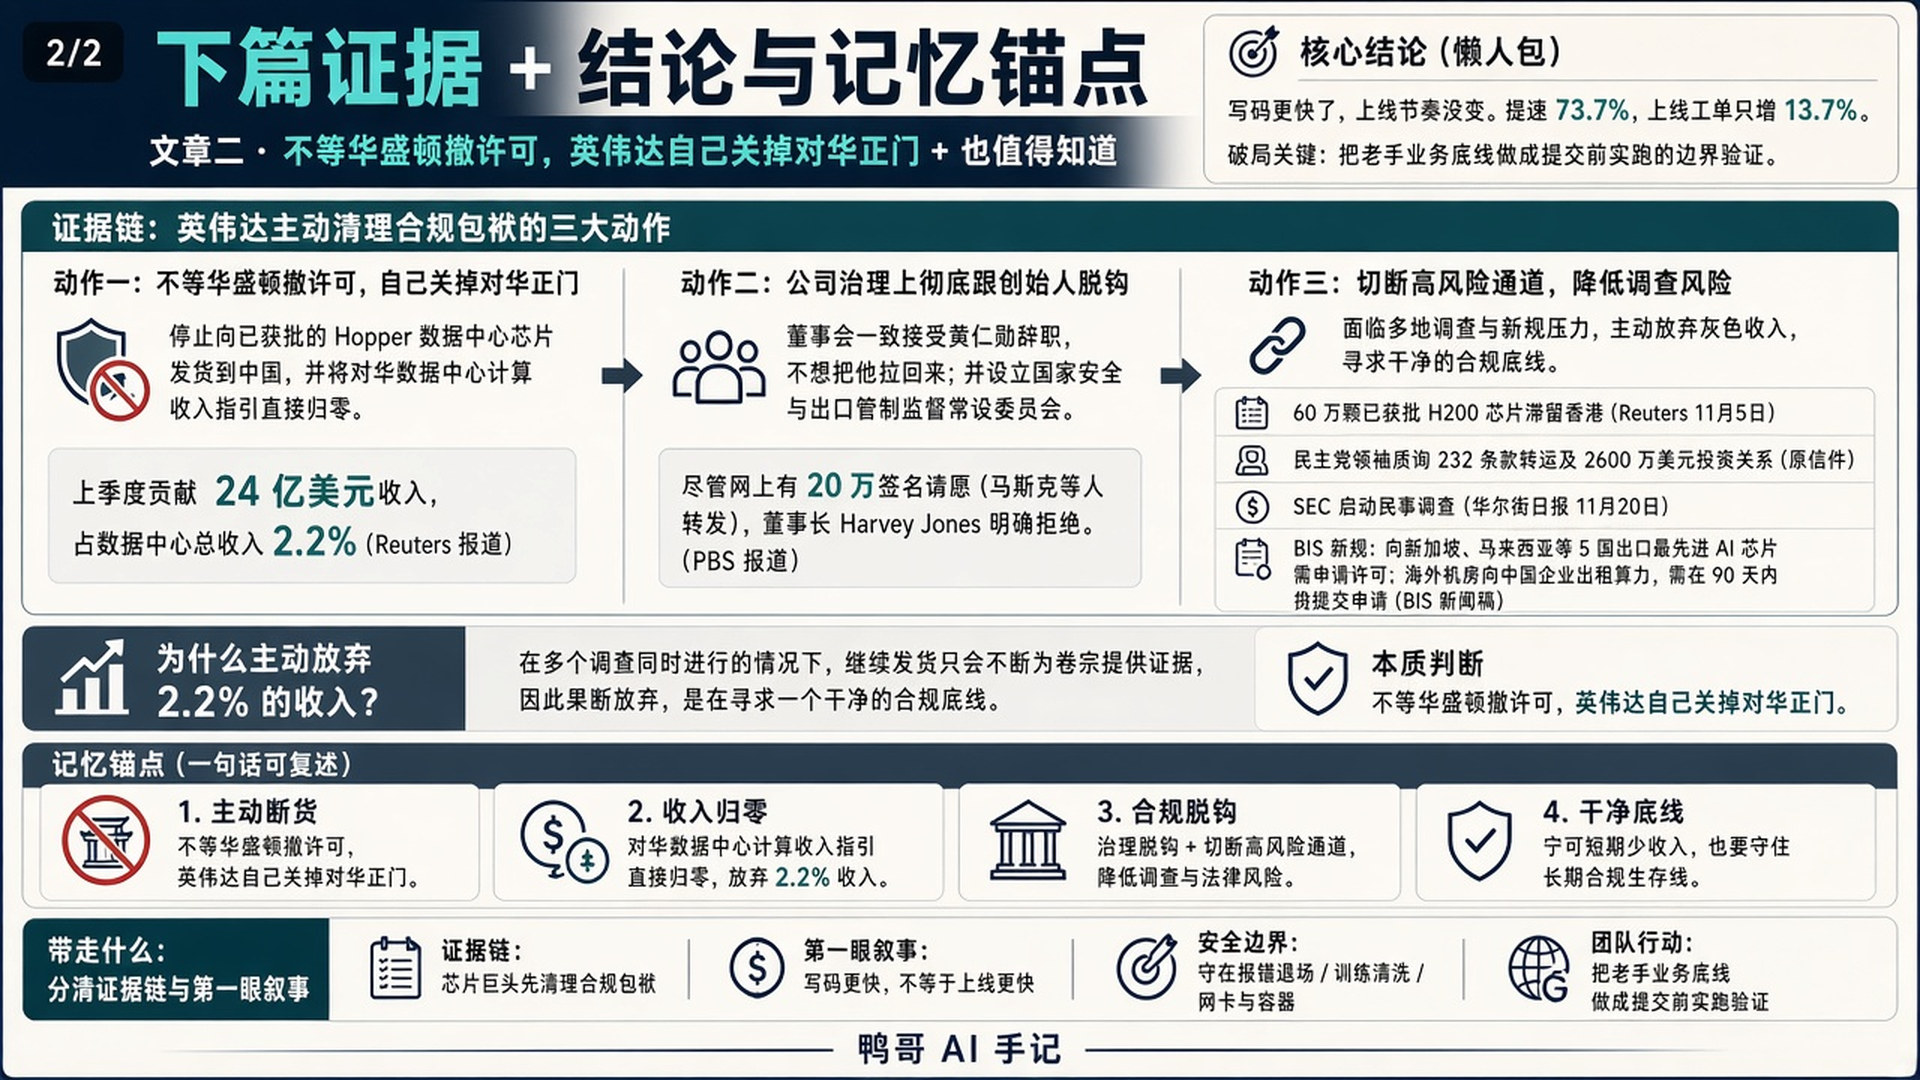 2/2
下篇证据 + 结论与记忆锚点
文章二 · 不等华盛顿撤许可，英伟达自己关掉对华正门 + 也值得知道
核心结论（懒人包）
写码更快了，上线节奏没变。提速 73.7%，上线工单只增 13.7%。
破局关键：把老手业务底线做成提交前实跑的边界验证。
证据链：英伟达主动清理合规包袱的三大动作
动作一：不等华盛顿撤许可，自己关掉对华正门
停止向已获批的 Hopper 数据中心芯片
发货到中国，并将对华数据中心计算
收入指引直接归零。
上季度贡献 24 亿美元收入，
占数据中心总收入 2.2%（Reuters 报道）
动作二：公司治理上彻底跟创始人脱钩
董事会一致接受黄仁勋辞职，
不想把他拉回来；并设立国家安全
与出口管制监督常设委员会。
尽管网上有 20 万签名请愿（马斯克等人
转发），董事长 Harvey Jones 明确拒绝。
（PBS 报道）
动作三：切断高风险通道，降低调查风险
面临多地调查与新规压力，主动放弃灰色收入，
寻求干净的合规底线。
60 万颗已获批 H200 芯片滞留香港（Reuters 11月5日）
民主党领袖质询 232 条款转运及 2600 万美元投资关系（原信件）
SEC 启动民事调查（华尔街日报 11月20日）
BIS 新规：向新加坡、马来西亚等 5 国出口最先进 AI 芯片
需申请许可；海外机房向中国企业出租算力，需在 90 天内
提交申请（BIS 新闻稿）
为什么主动放弃
2.2% 的收入？
在多个调查同时进行的情况下，继续发货只会不断为卷宗提供证据，
因此果断放弃，是在寻求一个干净的合规底线。
本质判断
不等华盛顿撤许可，英伟达自己关掉对华正门。
记忆锚点（一句话可复述）
1. 主动断货
不等华盛顿撤许可，
英伟达自己关掉对华正门。
2. 收入归零
对华数据中心计算收入指引
直接归零，放弃 2.2% 收入。
3. 合规脱钩
治理脱钩 + 切断高风险通道，
降低调查与法律风险。
4. 干净底线
宁可短期少收入，也要守住
长期合规生存线。
带走什么：
分清证据链与第一眼叙事
证据链：
芯片巨头先清理合规包袱
第一眼叙事：
写码更快，不等于上线更快
安全边界：
守在报错退场 / 训练清洗 /
网卡与容器
团队行动：
把老手业务底线
做成提交前实跑验证
鸭哥 AI 手记